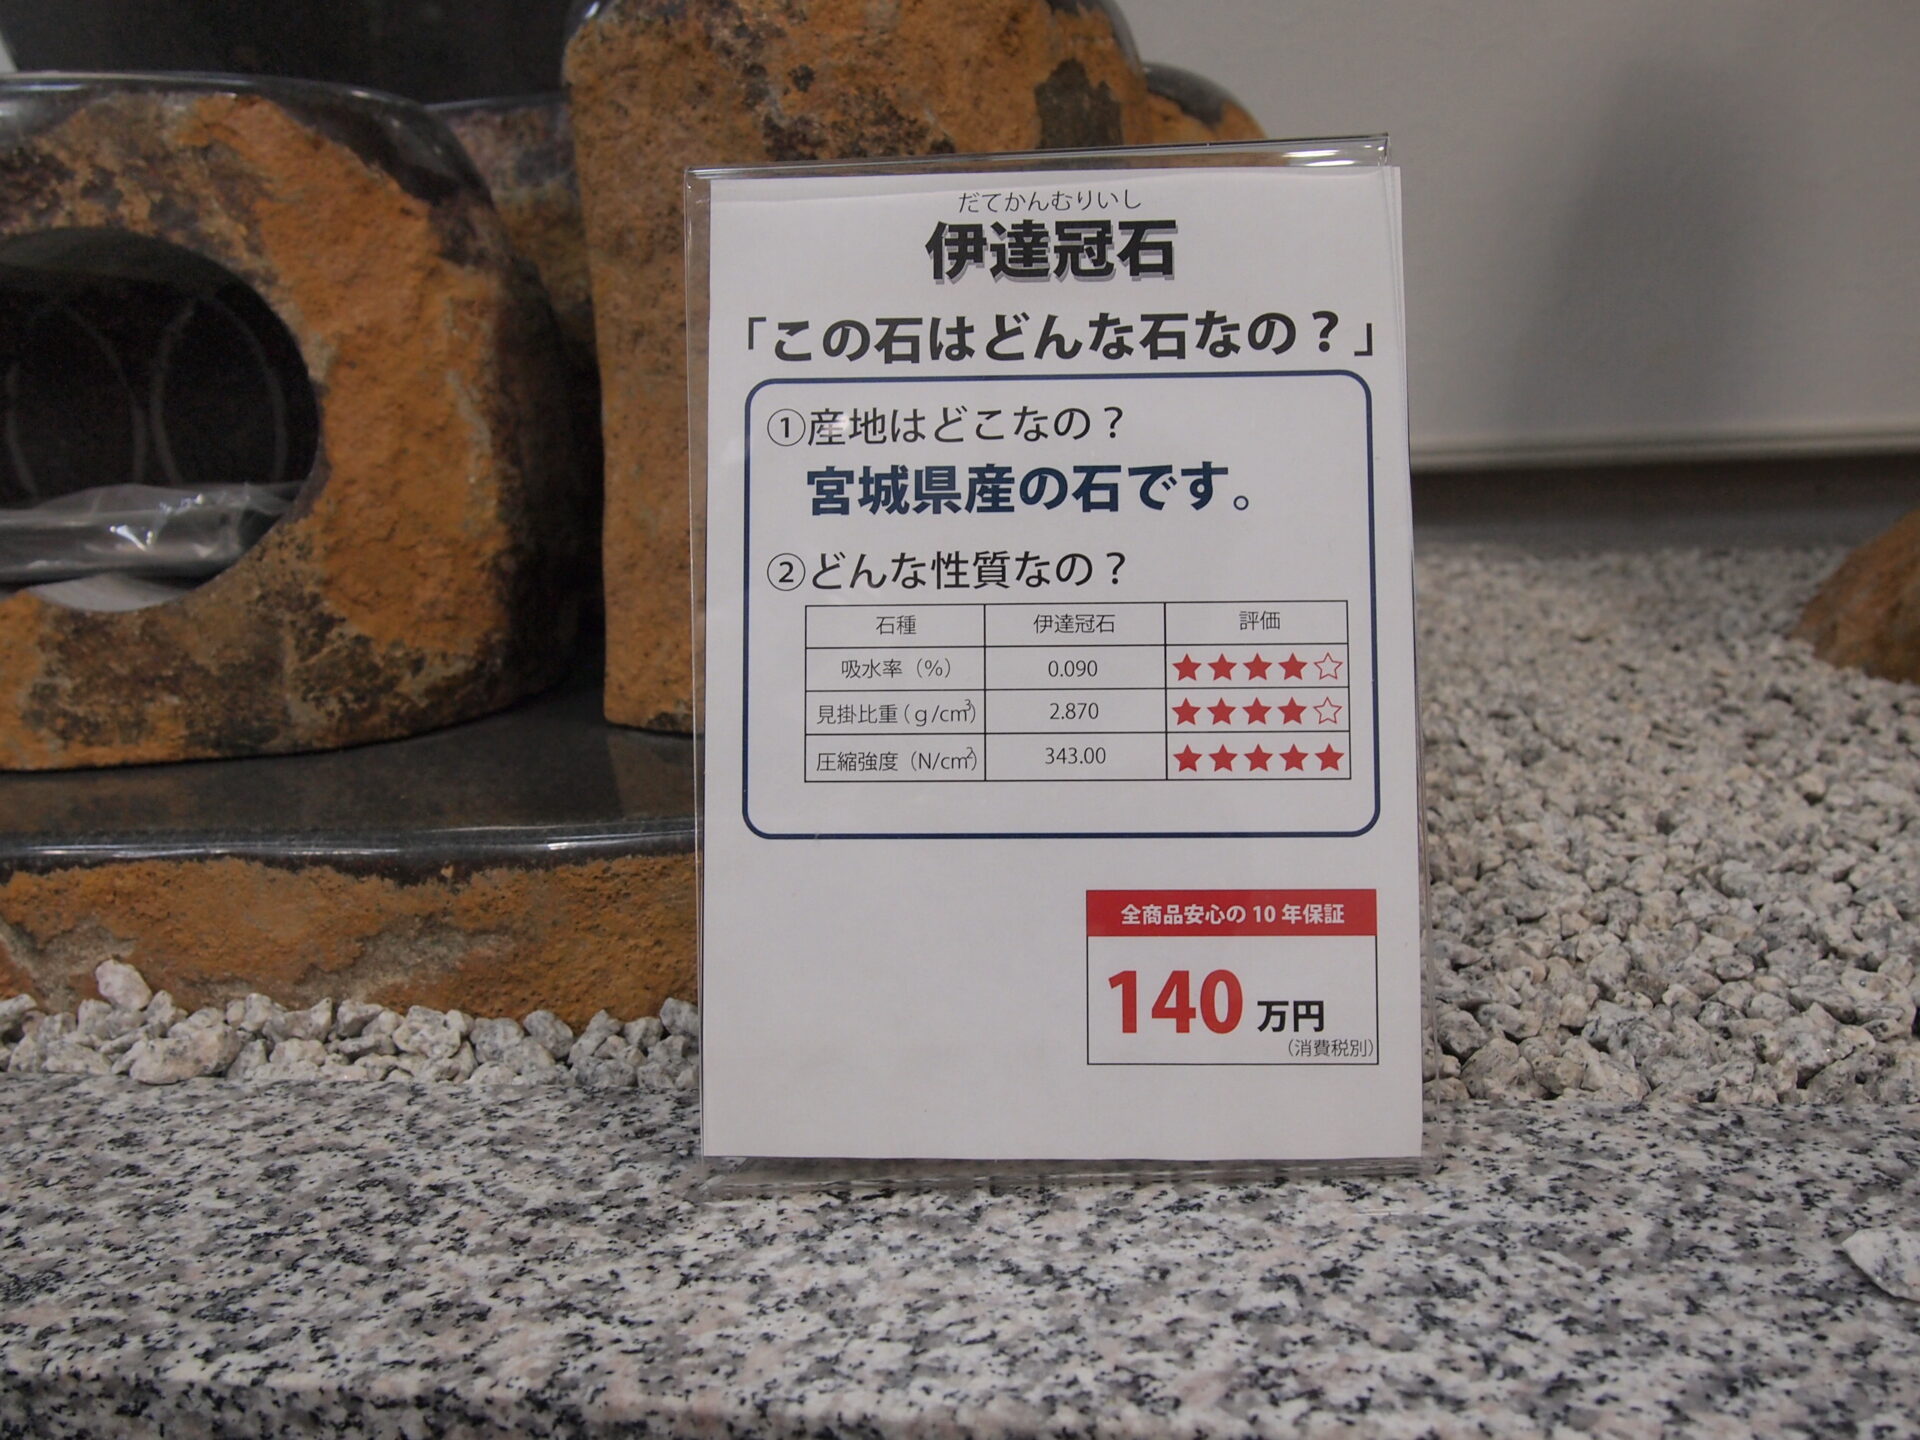 だてかんむりいし
伊達冠石
「この石はどんな石なの？」
①産地はどこなの？
宮城県産の石です。
②どんな性質なの？
石種 伊達冠石 評価
吸水率（%） 0.090 ★★★★☆
見掛比重（g/cm³） 2.870 ★★★★☆
圧縮強度（N/cm²） 343.00 ★★★★★
全商品安心の10年保証
140万円
（消費税別）